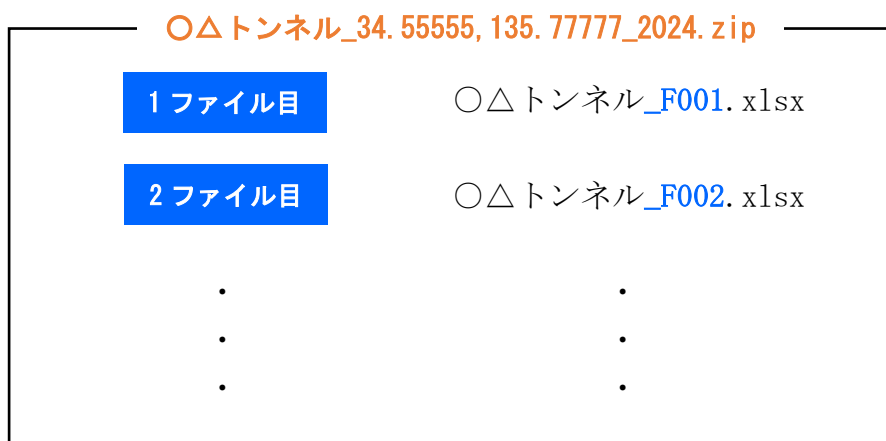 ○△トンネル_34.55555,135.77777_2024.zip
1ファイル目 ○△トンネル_F001.xlsx
2ファイル目 ○△トンネル_F002.xlsx
・ ・
・ ・
・ ・